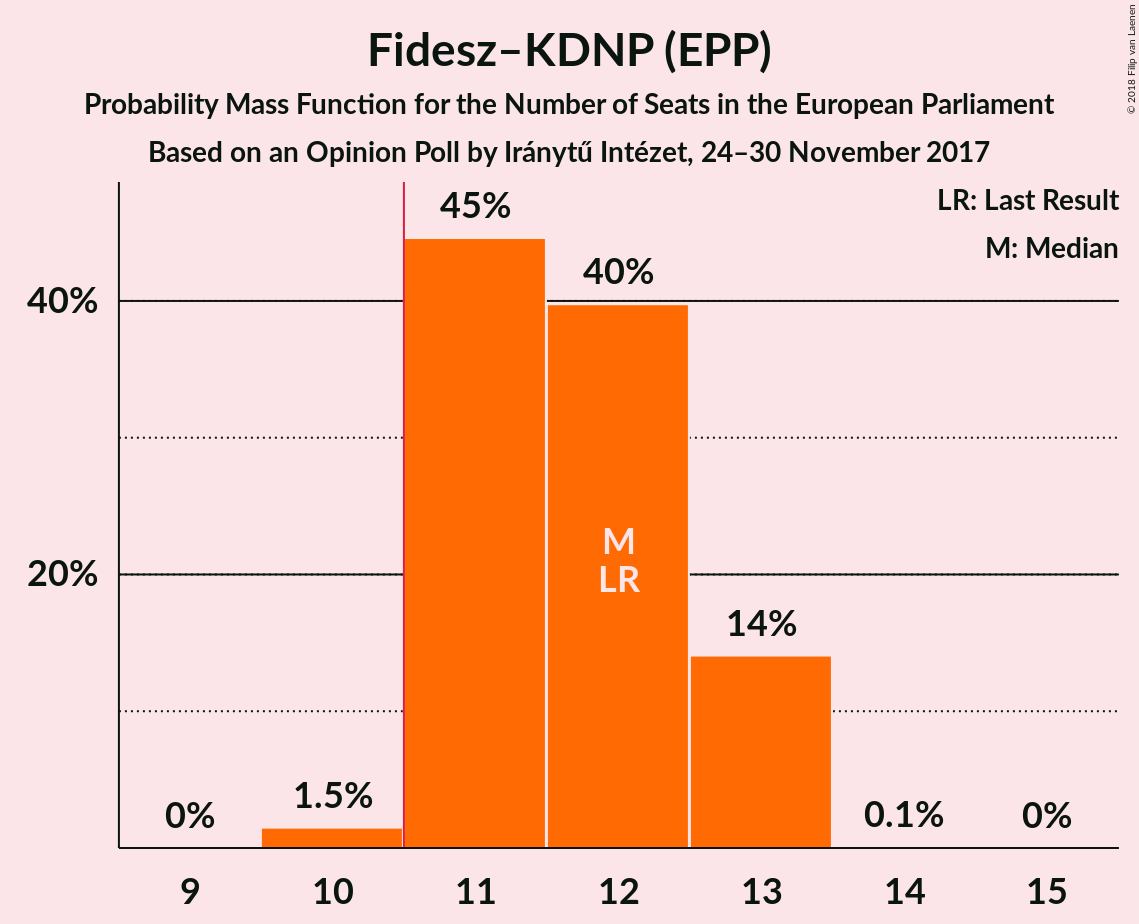 Fidesz–KDNP (EPP)
Probability Mass Function for the Number of Seats in the European Parliament
Based on an Opinion Poll by Iránytű Intézet, 24–30 November 2017
© 2018 Filip van Laenen
LR: Last Result
M: Median
40%
20%
0%
1.5%
45%
40%
14%
0.1%
0%
M
LR
9
10
11
12
13
14
15